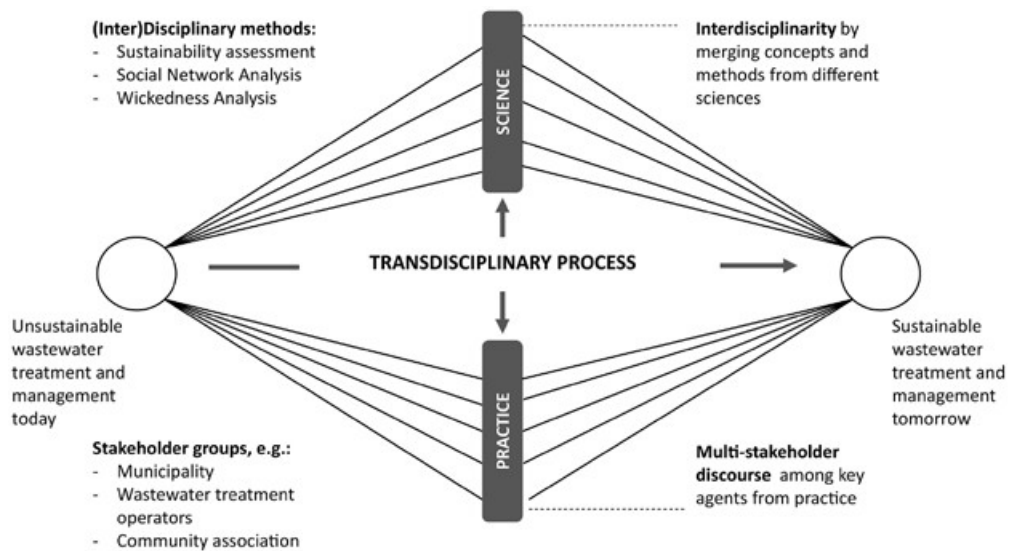 (Inter)Disciplinary methods:
- Sustainability assessment
- Social Network Analysis
- Wickedness Analysis
Interdisciplinarity by
merging concepts and
methods from different
sciences
SCIENCE
TRANSDISCIPLINARY PROCESS
Unsustainable
wastewater
treatment and
management
today
Sustainable
wastewater
treatment and
management
tomorrow
PRACTICE
Stakeholder groups, e.g.:
- Municipality
- Wastewater treatment
operators
- Community association
Multi-stakeholder
discourse among key
agents from practice